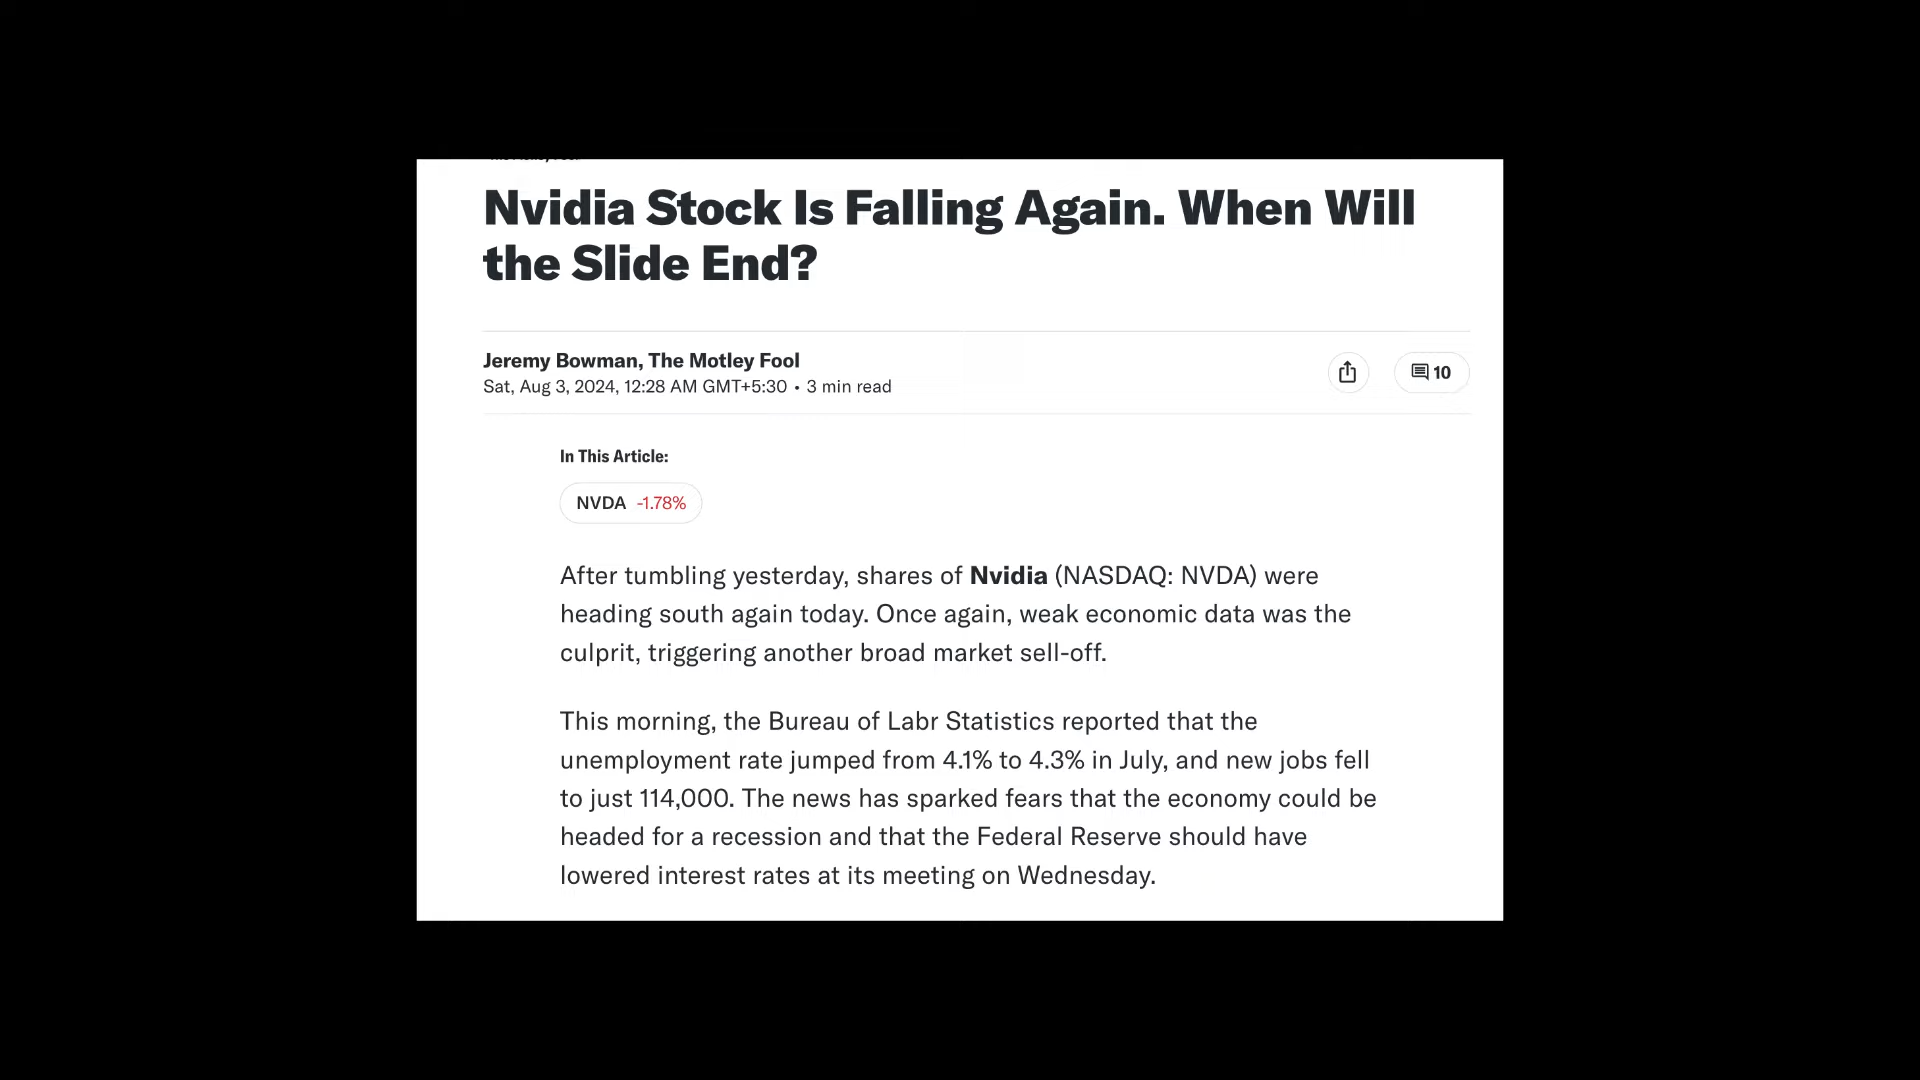 Nvidia Stock Is Falling Again. When Will
the Slide End?
Jeremy Bowman, The Motley Fool
Sat, Aug 3, 2024, 12:28 AM GMT+5:30 • 3 min read
10
In This Article:
NVDA -1.78%
After tumbling yesterday, shares of Nvidia (NASDAQ: NVDA) were
heading south again today. Once again, weak economic data was the
culprit, triggering another broad market sell-off.
This morning, the Bureau of Labr Statistics reported that the
unemployment rate jumped from 4.1% to 4.3% in July, and new jobs fell
to just 114,000. The news has sparked fears that the economy could be
headed for a recession and that the Federal Reserve should have
lowered interest rates at its meeting on Wednesday.